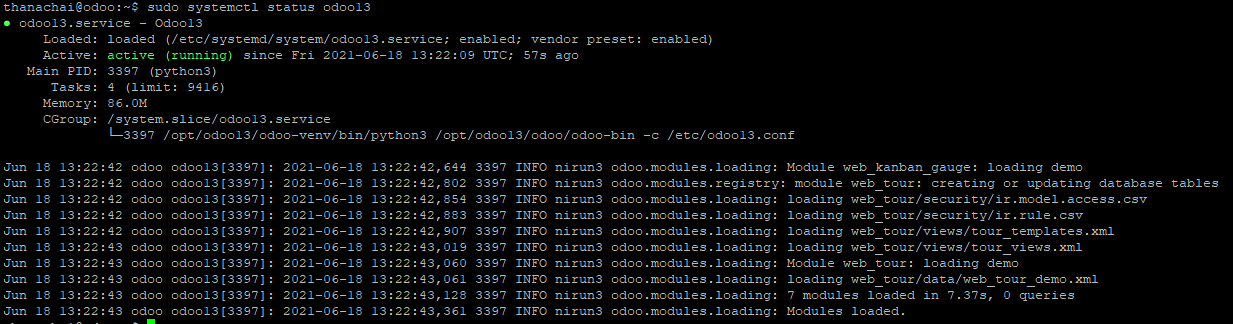 thanachai@odoo:~$ sudo systemctl status odoo13
● odoo13.service - Odoo13
Loaded: loaded (/etc/systemd/system/odoo13.service; enabled; vendor preset: enabled)
Active: active (running) since Fri 2021-06-18 13:22:09 UTC; 57s ago
Main PID: 3397 (python3)
Tasks: 4 (limit: 9416)
Memory: 86.0M
CGroup: /system.slice/odoo13.service
└─3397 /opt/odoo13/odoo-venv/bin/python3 /opt/odoo13/odoo/odoo-bin -c /etc/odoo13.conf
Jun 18 13:22:42 odoo odoo13[3397]: 2021-06-18 13:22:42,644 3397 INFO nirun3 odoo.modules.loading: Module web_kanban_gauge: loading demo
Jun 18 13:22:42 odoo odoo13[3397]: 2021-06-18 13:22:42,802 3397 INFO nirun3 odoo.modules.registry: module web_tour: creating or updating database tables
Jun 18 13:22:42 odoo odoo13[3397]: 2021-06-18 13:22:42,854 3397 INFO nirun3 odoo.modules.loading: loading web_tour/security/ir.model.access.csv
Jun 18 13:22:42 odoo odoo13[3397]: 2021-06-18 13:22:42,883 3397 INFO nirun3 odoo.modules.loading: loading web_tour/security/ir.rule.csv
Jun 18 13:22:42 odoo odoo13[3397]: 2021-06-18 13:22:42,907 3397 INFO nirun3 odoo.modules.loading: loading web_tour/views/tour_templates.xml
Jun 18 13:22:43 odoo odoo13[3397]: 2021-06-18 13:22:43,019 3397 INFO nirun3 odoo.modules.loading: loading web_tour/views/tour_views.xml
Jun 18 13:22:43 odoo odoo13[3397]: 2021-06-18 13:22:43,060 3397 INFO nirun3 odoo.modules.loading: Module web_tour: loading demo
Jun 18 13:22:43 odoo odoo13[3397]: 2021-06-18 13:22:43,061 3397 INFO nirun3 odoo.modules.loading: loading web_tour/data/web_tour_demo.xml
Jun 18 13:22:43 odoo odoo13[3397]: 2021-06-18 13:22:43,128 3397 INFO nirun3 odoo.modules.loading: 7 modules loaded in 7.37s, 0 queries
Jun 18 13:22:43 odoo odoo13[3397]: 2021-06-18 13:22:43,361 3397 INFO nirun3 odoo.modules.loading: Modules loaded.